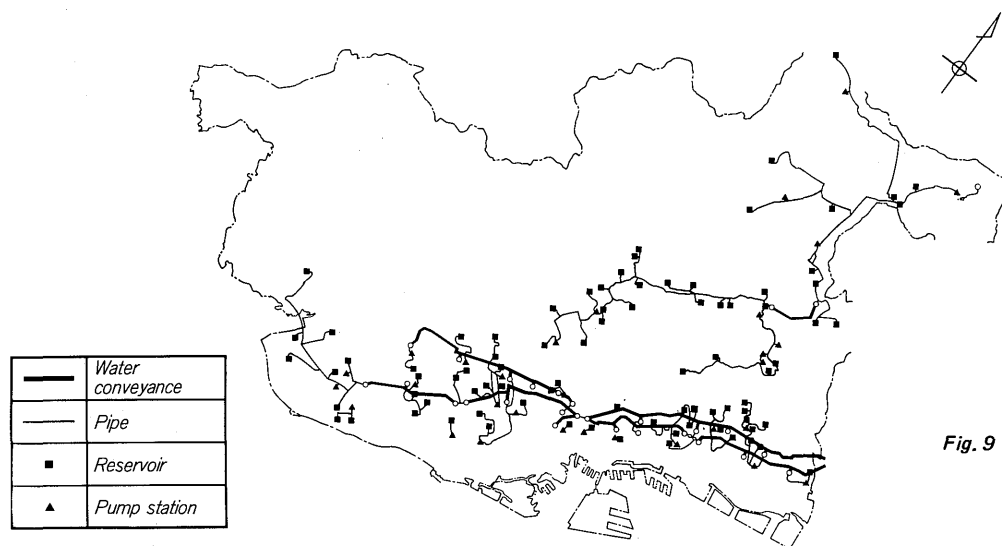 Water
conveyance
Pipe
Reservoir
Pump station
Fig. 9